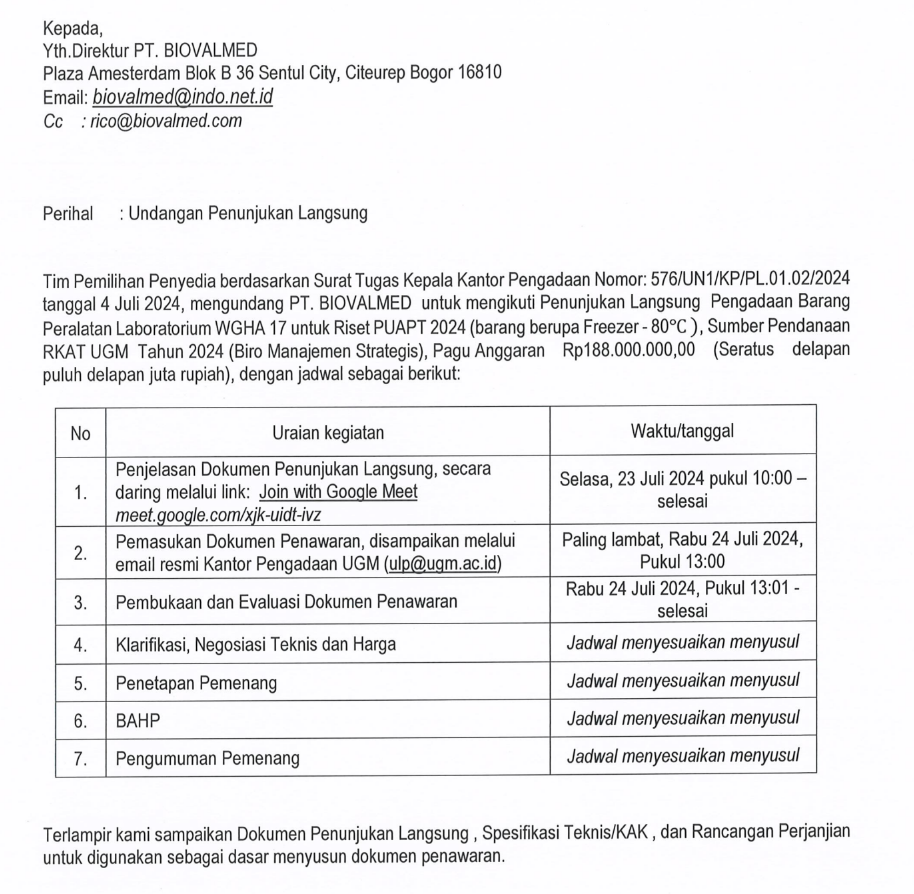 Kepada,
Yth.Direktur PT. BIOVALMED
Plaza Amesterdam Blok B 36 Sentul City, Citeurep Bogor 16810
Email: biovalmed@indo.net.id
Cc : rico@biovalmed.com
Perihal : Undangan Penunjukan Langsung
Tim Pemilihan Penyedia berdasarkan Surat Tugas Kepala Kantor Pengadaan Nomor: 576/UN1/KP/PL.01.02/2024
tanggal 4 Juli 2024, mengundang PT. BIOVALMED untuk mengikuti Penunjukan Langsung Pengadaan Barang
Peralatan Laboratorium WGHA 17 untuk Riset PUAPT 2024 (barang berupa Freezer - 80°C ), Sumber Pendanaan
RKAT UGM Tahun 2024 (Biro Manajemen Strategis), Pagu Anggaran Rp188.000.000,00 (Seratus delapan
puluh delapan juta rupiah), dengan jadwal sebagai berikut:
No Uraian kegiatan Waktu/tanggal
1. Penjelasan Dokumen Penunjukan Langsung, secara
daring melalui link: Join with Google Meet
meet.google.com/xjk-uidt-ivz
Selasa, 23 Juli 2024 pukul 10:00 –
selesai
2. Pemasukan Dokumen Penawaran, disampaikan melalui
email resmi Kantor Pengadaan UGM (ulp@ugm.ac.id)
Paling lambat, Rabu 24 Juli 2024,
Pukul 13:00
3. Pembukaan dan Evaluasi Dokumen Penawaran
Rabu 24 Juli 2024, Pukul 13:01 -
selesai
4. Klarifikasi, Negosiasi Teknis dan Harga Jadwal menyesuaikan menyusul
5. Penetapan Pemenang Jadwal menyesuaikan menyusul
6. BAHP Jadwal menyesuaikan menyusul
7. Pengumuman Pemenang Jadwal menyesuaikan menyusul
Terlampir kami sampaikan Dokumen Penunjukan Langsung , Spesifikasi Teknis/KAK , dan Rancangan Perjanjian
untuk digunakan sebagai dasar menyusun dokumen penawaran.